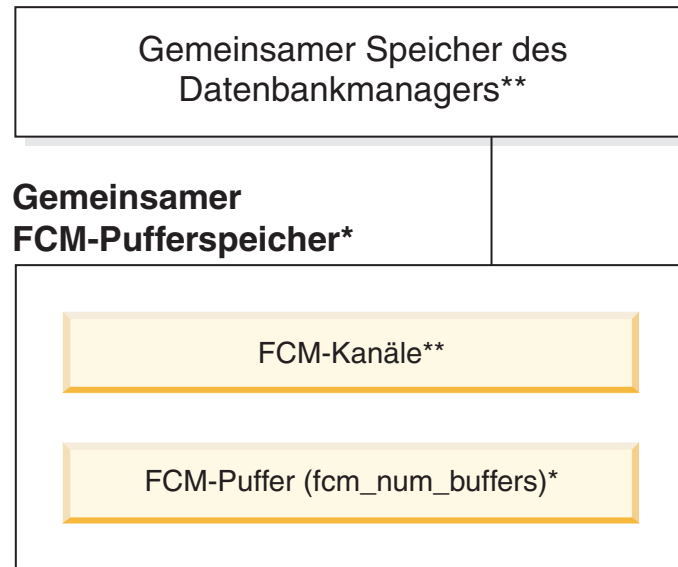 Gemeinsamer Speicher des
Datenbankmanagers**
Gemeinsamer
FCM-Pufferspeicher*
FCM-Kanäle**
FCM-Puffer (fcm_num_buffers)*